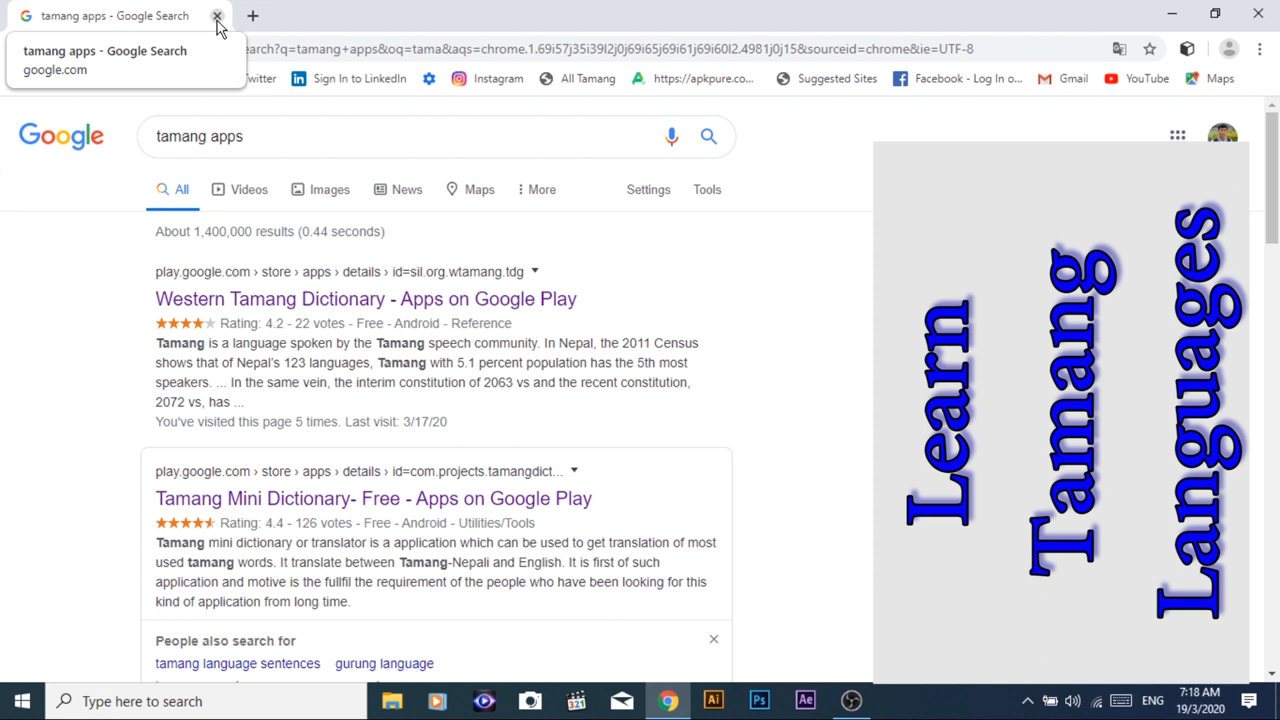 tamang apps - Google Search
tamang apps - Google Search
google.com
earch?q=tamang+apps&oq=tama&aqs=chrome.1.69i57j35i39l2j0j69i65j69i61j69i60l2.4981j0j15&sourceid=chrome&ie=UTF-8
Twitter
Sign In to LinkedIn
Instagram
All Tamang
https://apkpure.co...
Suggested Sites
Facebook - Log In o...
Gmail
YouTube
Maps
Google
tamang apps
All
Videos
Images
News
Maps
More
Settings
Tools
About 1,400,000 results (0.44 seconds)
play.google.com › store › apps › details › id=sil.org.wtamang.tdg
Western Tamang Dictionary - Apps on Google Play
Rating: 4.2 - 22 votes - Free - Android - Reference
Tamang is a language spoken by the Tamang speech community. In Nepal, the 2011 Census
shows that of Nepal's 123 languages, Tamang with 5.1 percent population has the 5th most
speakers. ... In the same vein, the interim constitution of 2063 vs and the recent constitution,
2072 vs, has ...
You've visited this page 5 times. Last visit: 3/17/20
play.google.com › store › apps › details › id=com.projects.tamangdict...
Tamang Mini Dictionary- Free - Apps on Google Play
Rating: 4.4 - 126 votes - Free - Android - Utilities/Tools
Tamang mini dictionary or translator is a application which can be used to get translation of most
used tamang words. It translate between Tamang-Nepali and English. It is first of such
application and motive is the fullfil the requirement of the people who have been looking for this
kind of application from long time.
People also search for
tamang language sentences
gurung language
Learn
Tamang
Languages
Type here to search
321
Ai
Ps
Ae
ENG
7:18 AM
19/3/2020